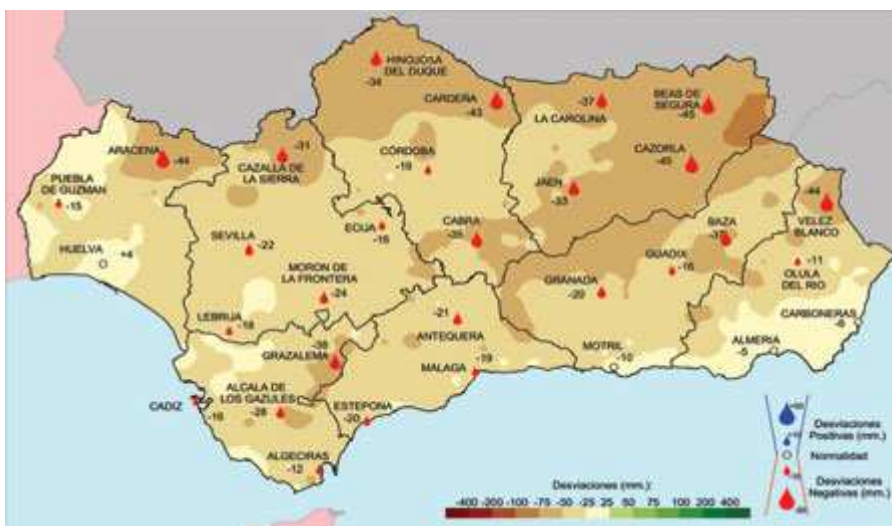 HINOJOSA
DEL DUQUE
-34
CARDEÑA
-43
-37
LA CAROLINA
BEAS DE
SEGURA
-45
ARACENA
-44
-31
CAZALLA DE
LA SIERRA
CÓRDOBA
-19
CAZORLA
-45
JAÉN
-33
PUEBLA
DE GUZMAN
-15
-44
VELEZ
BLANCO
HUELVA
+4
SEVILLA
-22
ECIJA
-16
CABRA
-35
BAZA
GUADIX
-16
-11
OLULA
DEL RIO
MORON DE
LA FRONTERA
-24
GRANADA
-20
CARBONERAS
LEBRIJA
-18
-21
ANTEQUERA
MOTRIL
-10
ALMERIA
-5
-38
GRAZALEMA
MALAGA
-19
ALCALA DE
LOS GAZULES
-28
CADIZ
-16
ESTEPONA
-20
ALGECIRAS
-12
Desviaciones
Positivas (mm.)
Normalidad
Desviaciones
Negativas (mm.)
Desviaciones (mm.):
-400 -200 -100 -75 -50 -25 25 50 75 100 200 400